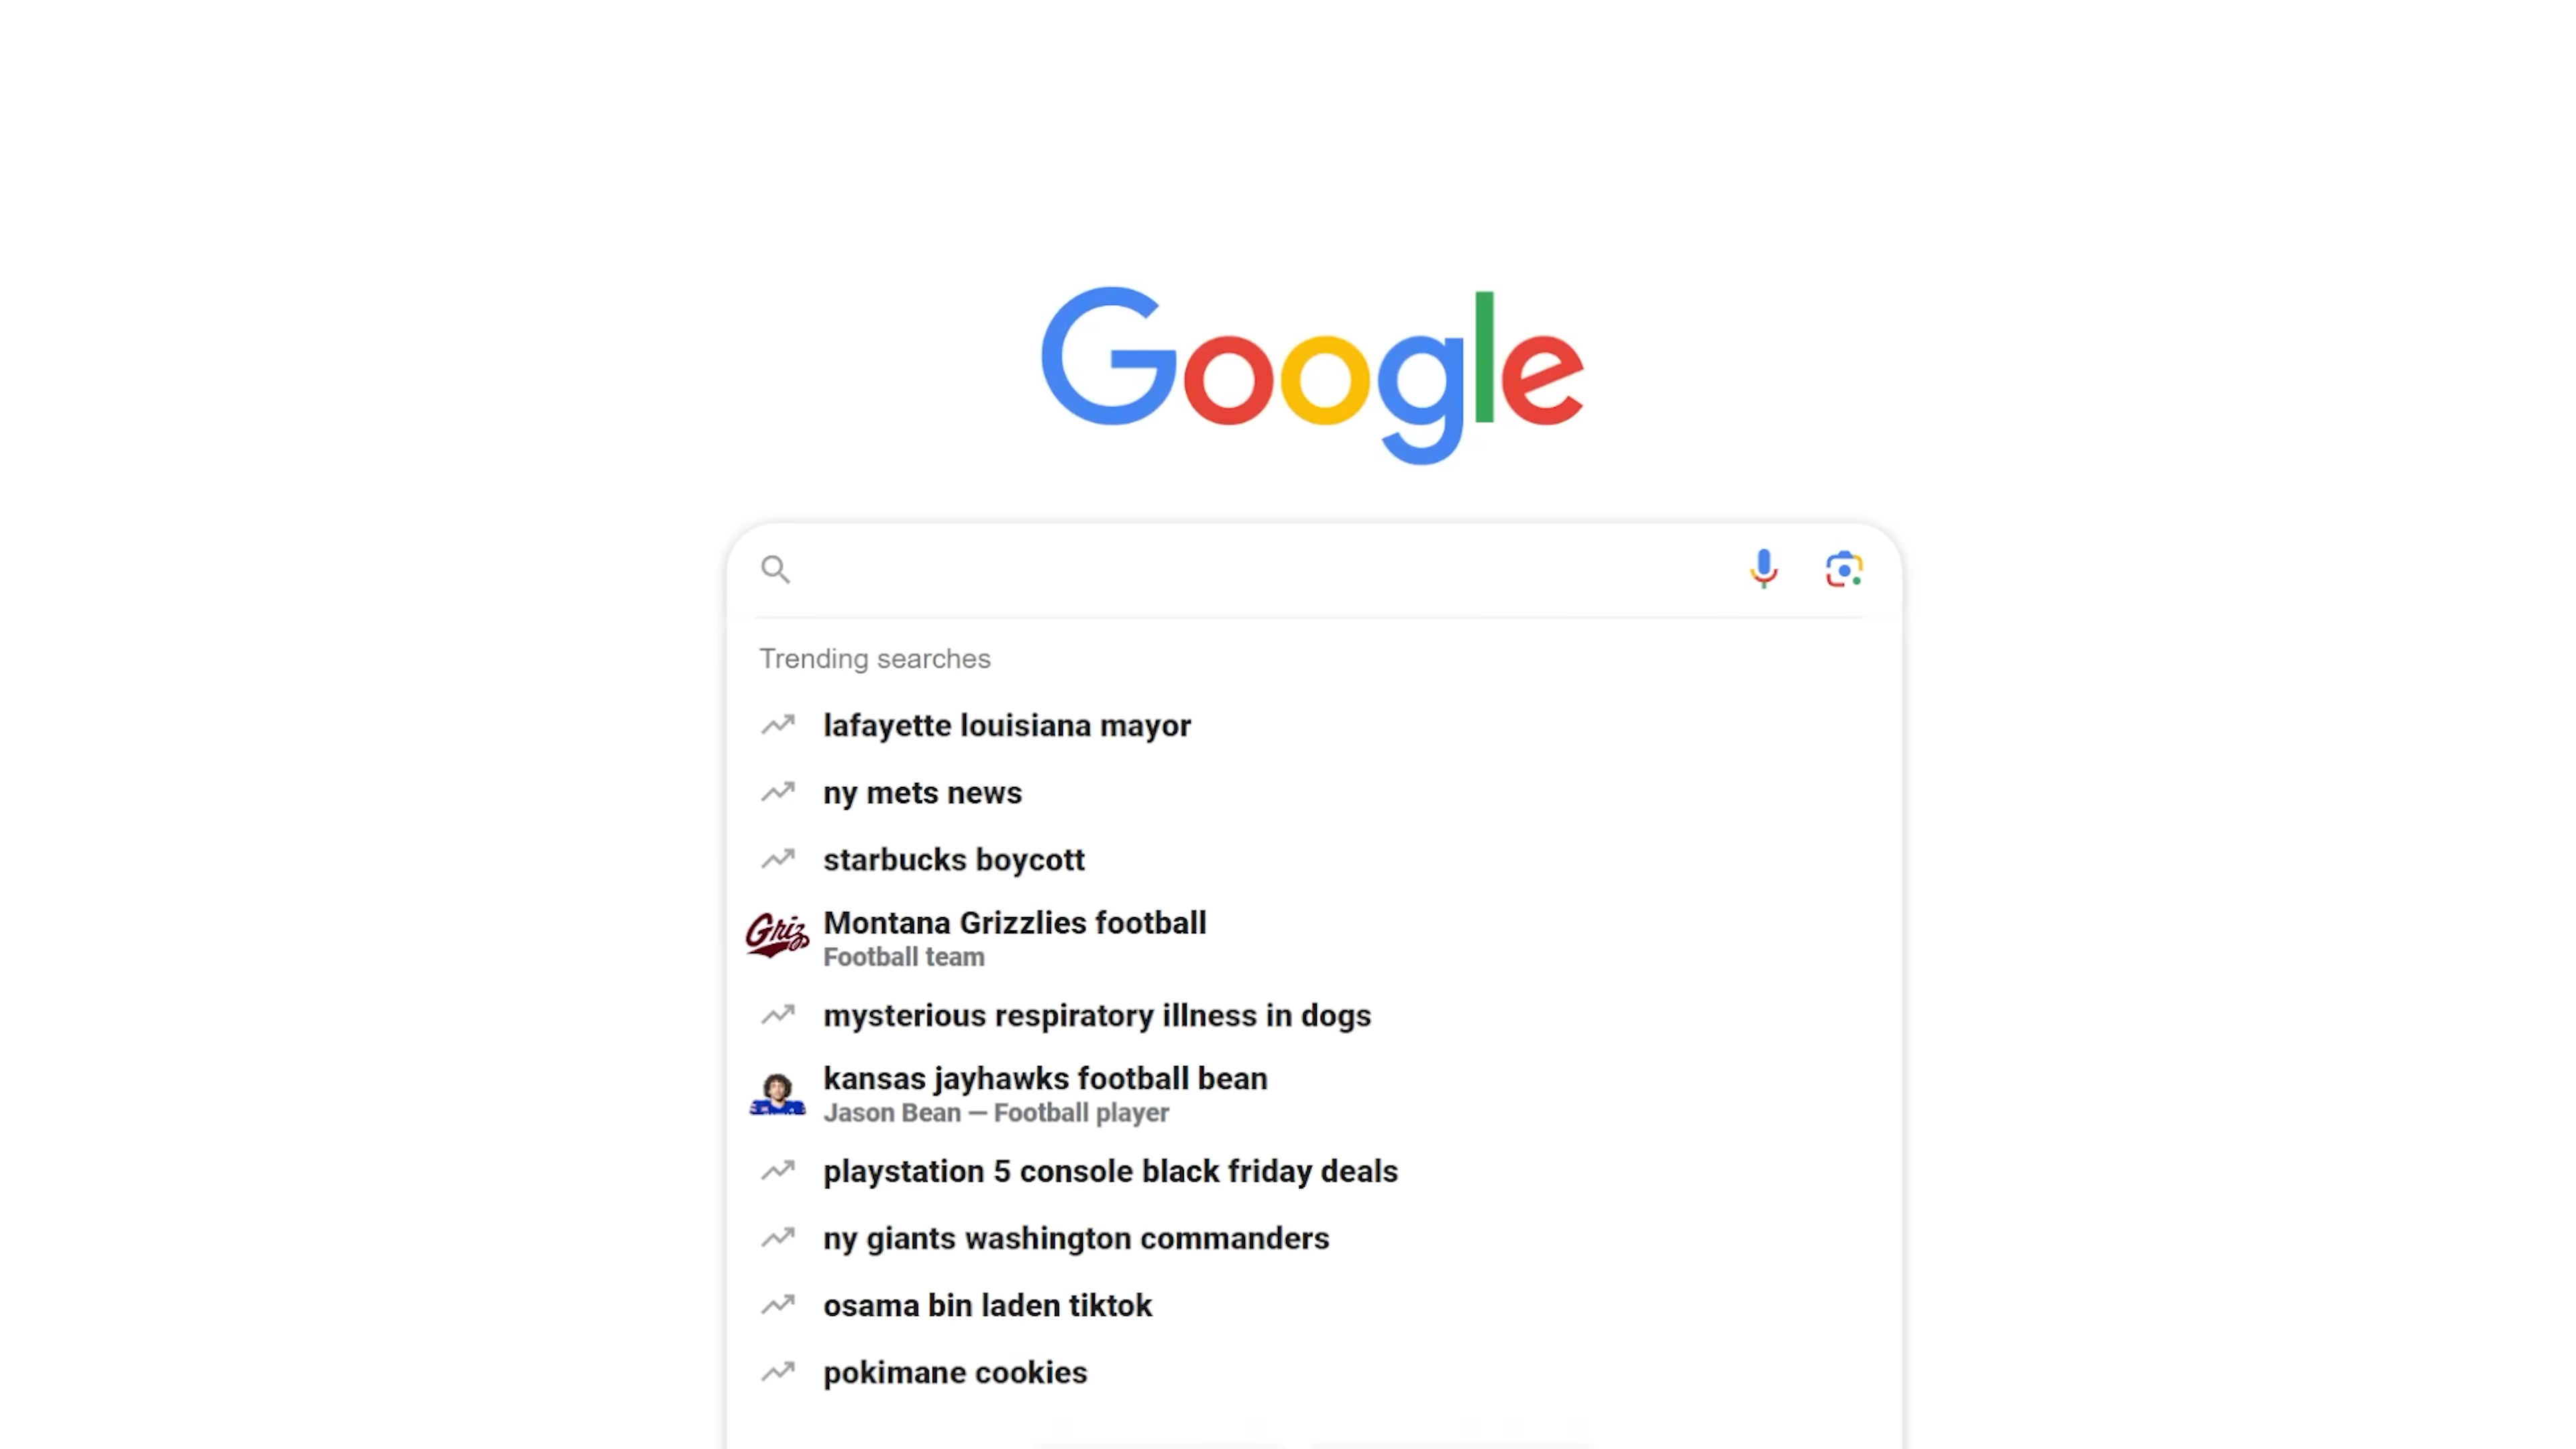 Google
Trending searches
lafayette louisiana mayor
ny mets news
starbucks boycott
Griz
Montana Grizzlies football
Football team
mysterious respiratory illness in dogs
kansas jayhawks football bean
Jason Bean — Football player
playstation 5 console black friday deals
ny giants washington commanders
osama bin laden tiktok
pokimane cookies